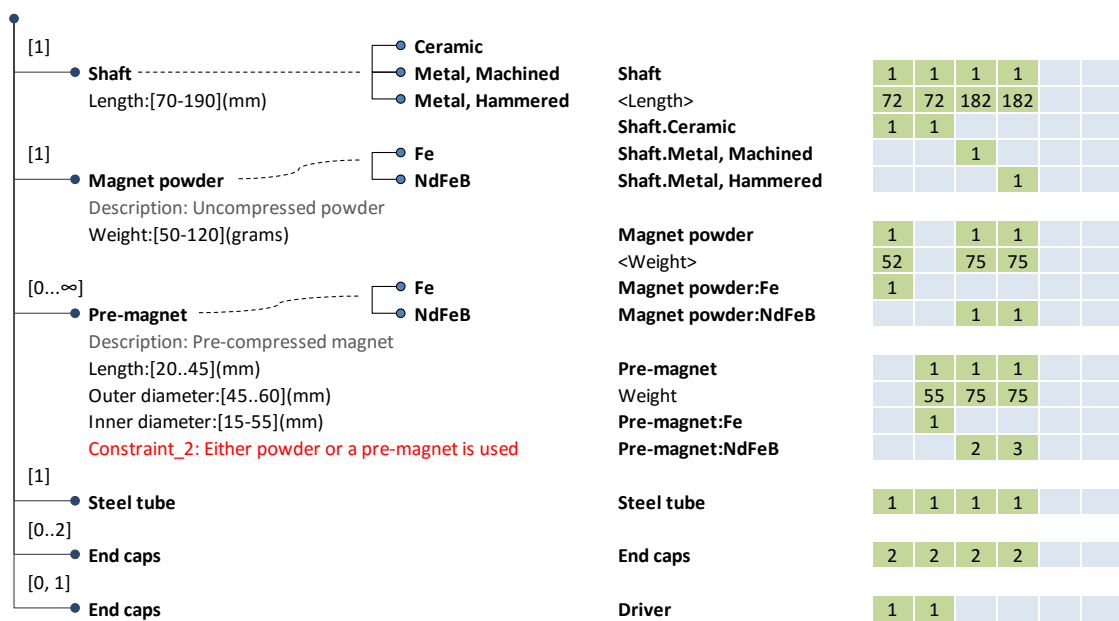 [1]
Ceramic
Shaft Metal, Machined Shaft 1 1 1 1
Length:[70-190](mm) Metal, Hammered <Length> 72 72 182 182
Shaft.Ceramic 1 1
[1] Fe Shaft.Metal, Machined 1
Magnet powder NdFeB Shaft.Metal, Hammered 1
Description: Uncompressed powder
Weight:[50-120](grams) Magnet powder 1 1 1
<Weight> 52 75 75
[0...∞] Fe Magnet powder:Fe 1
Pre-magnet NdFeB Magnet powder:NdFeB 1 1
Description: Pre-compressed magnet
Length:[20..45](mm) Pre-magnet 1 1 1
Outer diameter:[45..60](mm) Weight 55 75 75
Inner diameter:[15-55](mm) Pre-magnet:Fe 1
Constraint_2: Either powder or a pre-magnet is used Pre-magnet:NdFeB 2 3
[1]
Steel tube Steel tube 1 1 1 1
[0..2]
End caps End caps 2 2 2 2
[0, 1]
End caps Driver 1 1